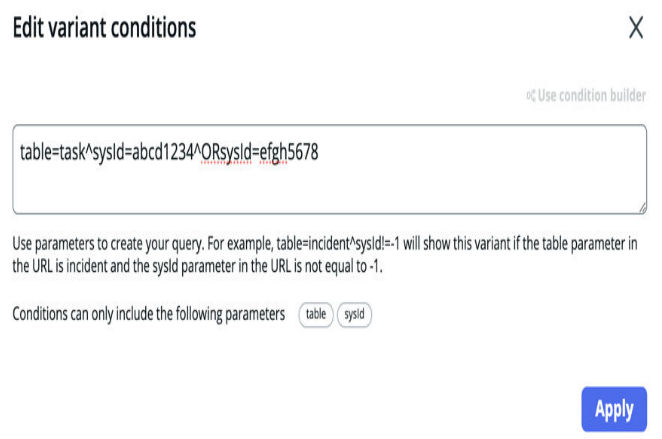 Edit variant conditions
X
Use condition builder
table=task^sysId=abcd1234^ORsysId=efgh5678
Use parameters to create your query. For example, table=incident^sysId!=-1 will show this variant if the table parameter in
the URL is incident and the sysId parameter in the URL is not equal to -1.
Conditions can only include the following parameters table sysId
Apply